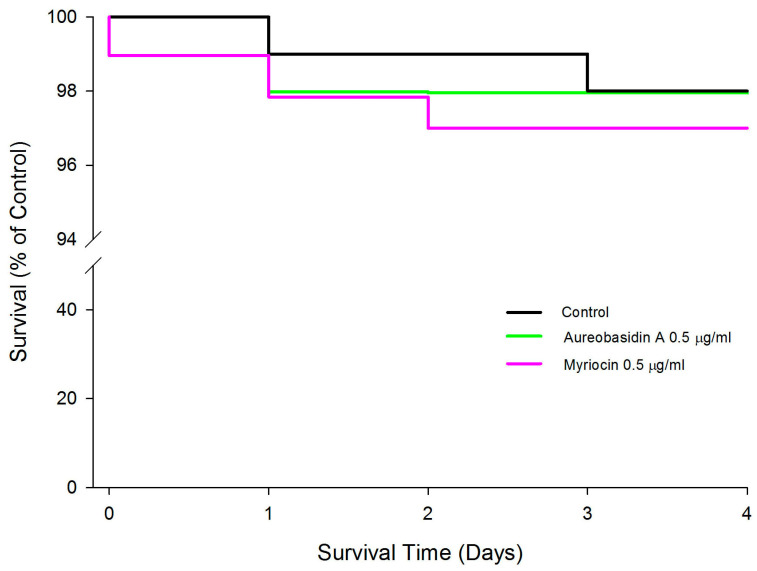 100
98
96
94
40
20
0
Survival (% of Control)
0 1 2 3 4
Survival Time (Days)
Control
Aureobasidin A 0.5 μg/ml
Myriocin 0.5 μg/ml